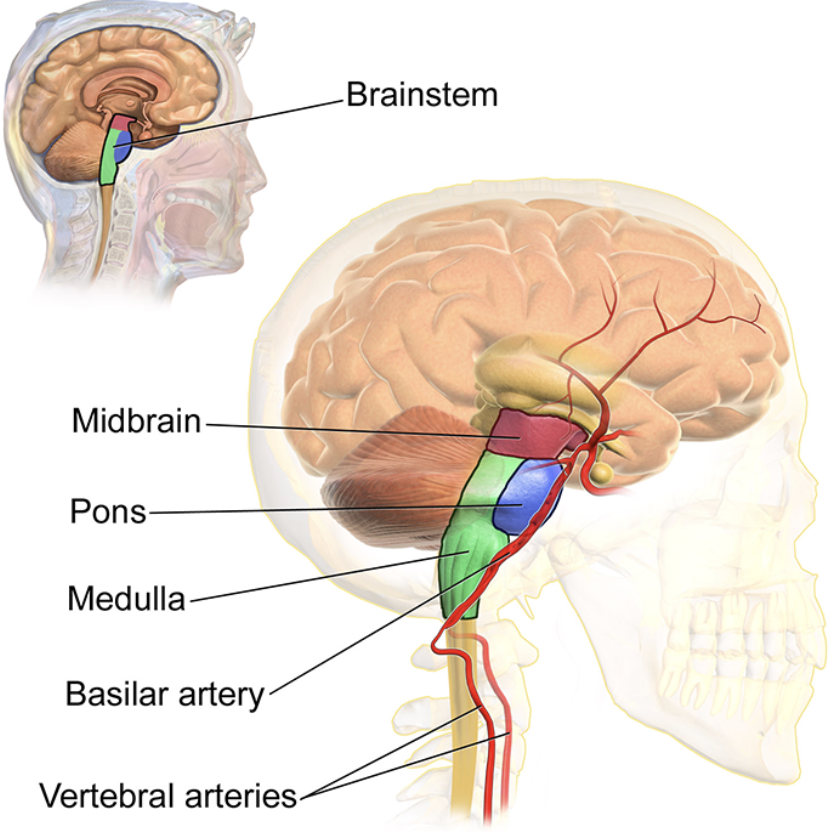 Brainstem
Midbrain
Pons
Medulla
Basilar artery
Vertebral arteries